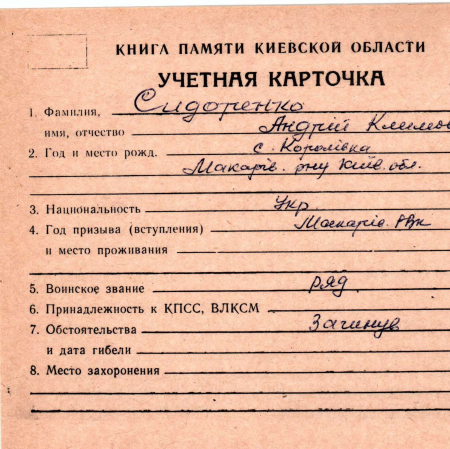 КНИГА ПАМЯТИ КИЕВСКОЙ ОБЛАСТИ
УЧЕТНАЯ КАРТОЧКА
1. Фамилия, Сидоренко
имя, отчество Андрій Климов
2. Год и место рожд. с. Королівка
Макарів. р-ну Київ. обл.
3. Национальность Укр
4. Год призыва (вступления) Макарів. РВК
и место проживания
5. Воинское звание ряд.
6. Принадлежность к КПСС, ВЛКСМ
7. Обстоятельства Загинув
и дата гибели
8. Место захоронения